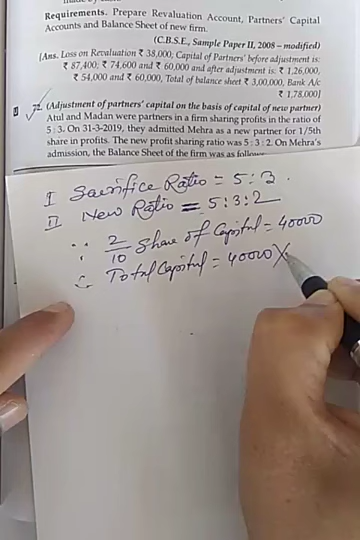 Requirements. Prepare Revaluation Account, Partners' Capital
Accounts and Balance Sheet of new firm.
(C.B.S.E., Sample Paper II, 2008 – modified)
[Ans. Loss on Revaluation ₹ 38,000; Capital of Partners' before adjustment is:
₹ 87,400; ₹ 74,600 and ₹ 60,000 and after adjustment is: ₹ 1,26,000,
₹ 54,000 and ₹ 60,000, Total of balance sheet ₹ 3,00,000, Bank A/c
₹ 1,78,000]
72. (Adjustment of partners' capital on the basis of capital of new partner)
Atul and Madan were partners in a firm sharing profits in the ratio of
5 : 3. On 31-3-2019, they admitted Mehra as a new partner for 1/5th
share in profits. The new profit sharing ratio was 5 : 3 : 2. On Mehra's
admission, the Balance Sheet of the firm was as follows
I Sacrifice Ratio = 5 : 3.
II New Ratio = 5 : 3 : 2
∵ 2/10 Share of Capital = 40000
∴ Total Capital = 40000 ×